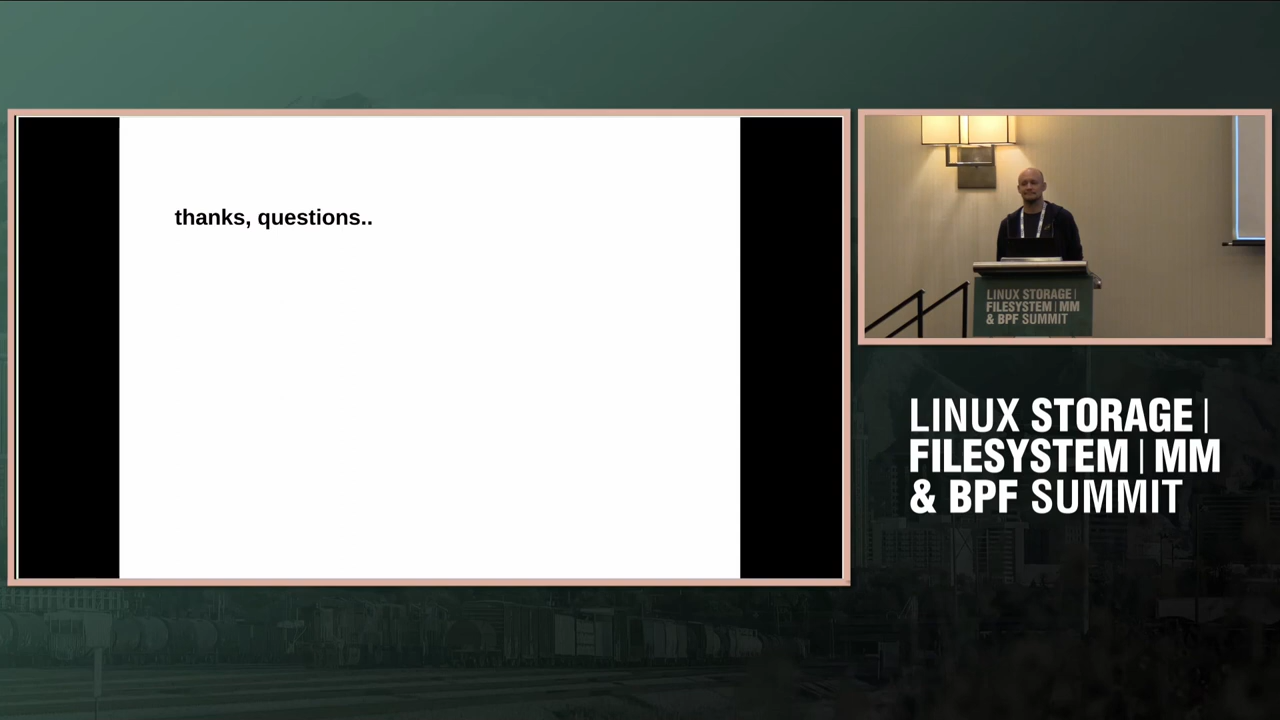 thanks, questions..
LINUX STORAGE |
FILESYSTEM | MM
& BPF SUMMIT
LINUX STORAGE |
FILESYSTEM | MM
& BPF SUMMIT